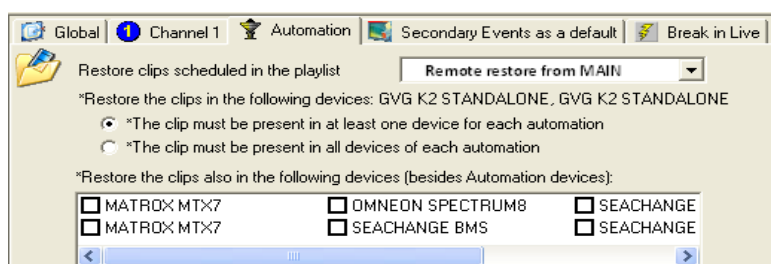 Global 1 Channel 1 Automation Secondary Events as a default Break in Live
Restore clips scheduled in the playlist Remote restore from MAIN
*Restore the clips in the following devices: GVG K2 STANDALONE, GVG K2 STANDALONE
*The clip must be present in at least one device for each automation
*The clip must be present in all devices of each automation
*Restore the clips also in the following devices (besides Automation devices):
MATROX MTX7 OMNEON SPECTRUM8 SEACHANGE
MATROX MTX7 SEACHANGE BMS SEACHANGE